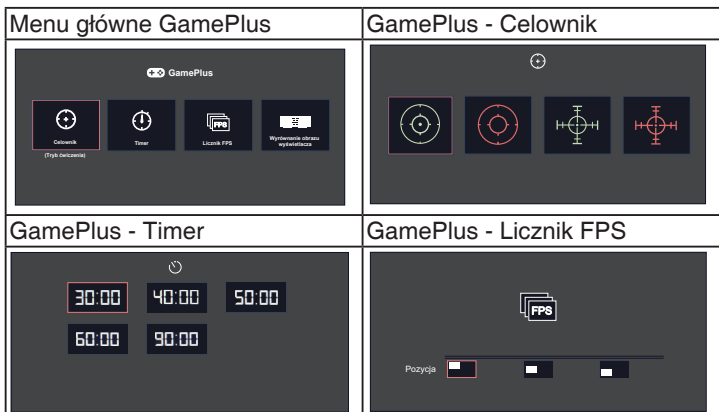 Menu główne GamePlus
GamePlus - Celownik
GamePlus
Celownik
Timer
FPS
Licznik FPS
Wyrównanie obrazu
wyświetlacza
(Tryb ćwiczenia)
GamePlus - Timer
GamePlus - Licznik FPS
30:00
40:00
50:00
60:00
90:00
FPS
Pozycja